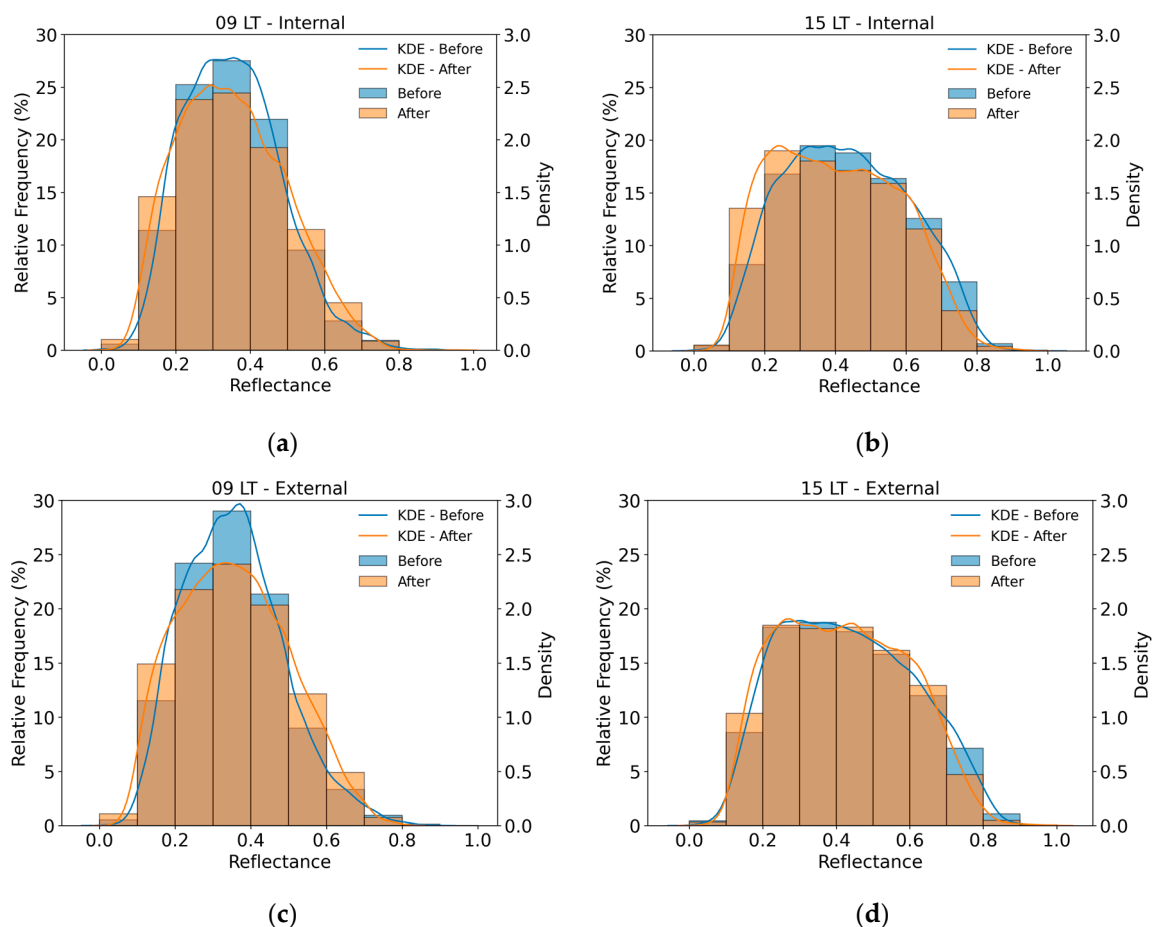 09 LT - Internal
KDE - Before
KDE - After
Before
After
Relative Frequency (%)
Density
Reflectance
30
25
20
15
10
5
0
3.0
2.5
2.0
1.5
1.0
0.5
0.0
0.0 0.2 0.4 0.6 0.8 1.0
(a)
15 LT - Internal
KDE - Before
KDE - After
Before
After
Relative Frequency (%)
Density
Reflectance
30
25
20
15
10
5
0
3.0
2.5
2.0
1.5
1.0
0.5
0.0
0.0 0.2 0.4 0.6 0.8 1.0
(b)
09 LT - External
KDE - Before
KDE - After
Before
After
Relative Frequency (%)
Density
Reflectance
30
25
20
15
10
5
0
3.0
2.5
2.0
1.5
1.0
0.5
0.0
0.0 0.2 0.4 0.6 0.8 1.0
(c)
15 LT - External
KDE - Before
KDE - After
Before
After
Relative Frequency (%)
Density
Reflectance
30
25
20
15
10
5
0
3.0
2.5
2.0
1.5
1.0
0.5
0.0
0.0 0.2 0.4 0.6 0.8 1.0
(d)